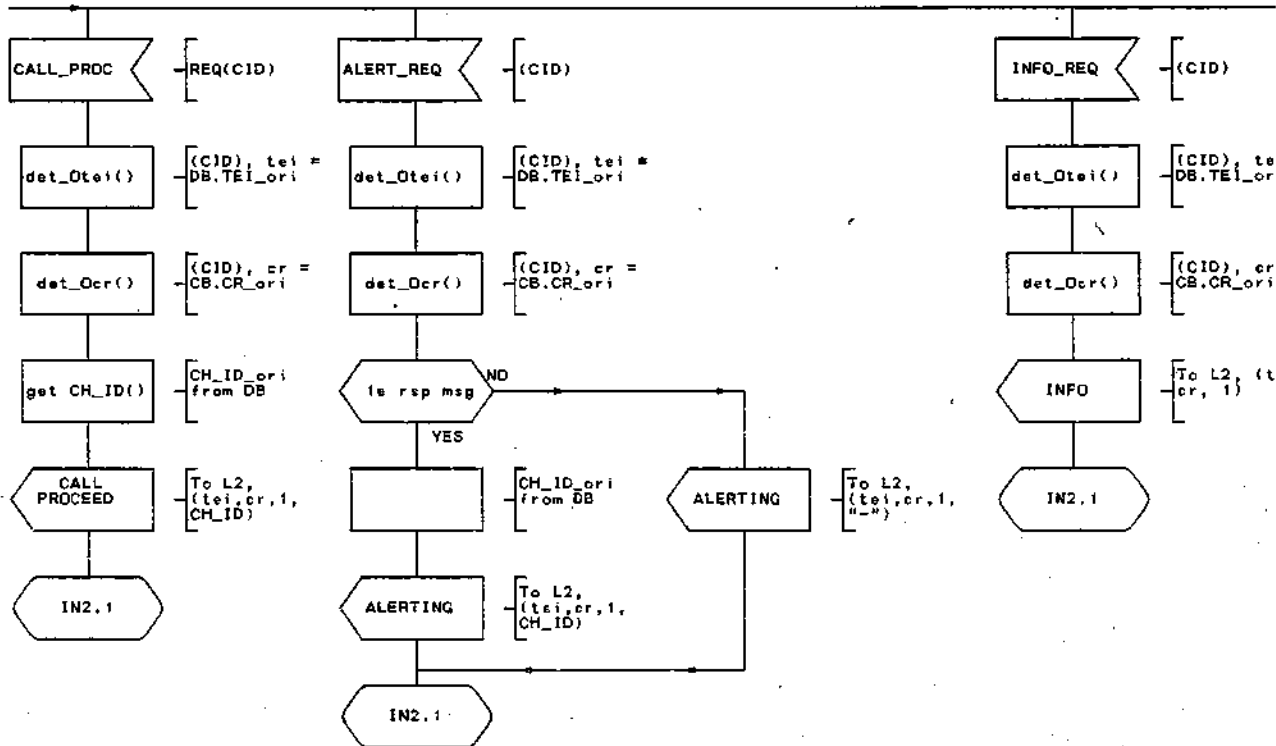 CALL_PROC
REQ(CID)
det_Otei()
(CID), tei =
DB.TEI_ori
det_Ocr()
(CID), cr =
CB.CR_ori
get CH_ID()
CH_ID_ori
from DB
CALL
PROCEED
To L2,
(tei,cr,1,
CH_ID)
IN2.1
ALERT_REQ
(CID)
det_Otei()
(CID), tei =
DB.TEI_ori
det_Ocr()
(CID), cr =
CB.CR_ori
1e rsp msg
NO
YES
CH_ID_ori
from DB
ALERTING
To L2,
(tei,cr,1,
CH_ID)
ALERTING
To L2,
(tei,cr,1,
"-")
IN2.1
INFO_REQ
(CID)
det_Otei()
(CID), te
DB.TEI_or
det_Ocr()
(CID), cr
CB.CR_ori
INFO
To L2, (t
cr, 1)
IN2.1